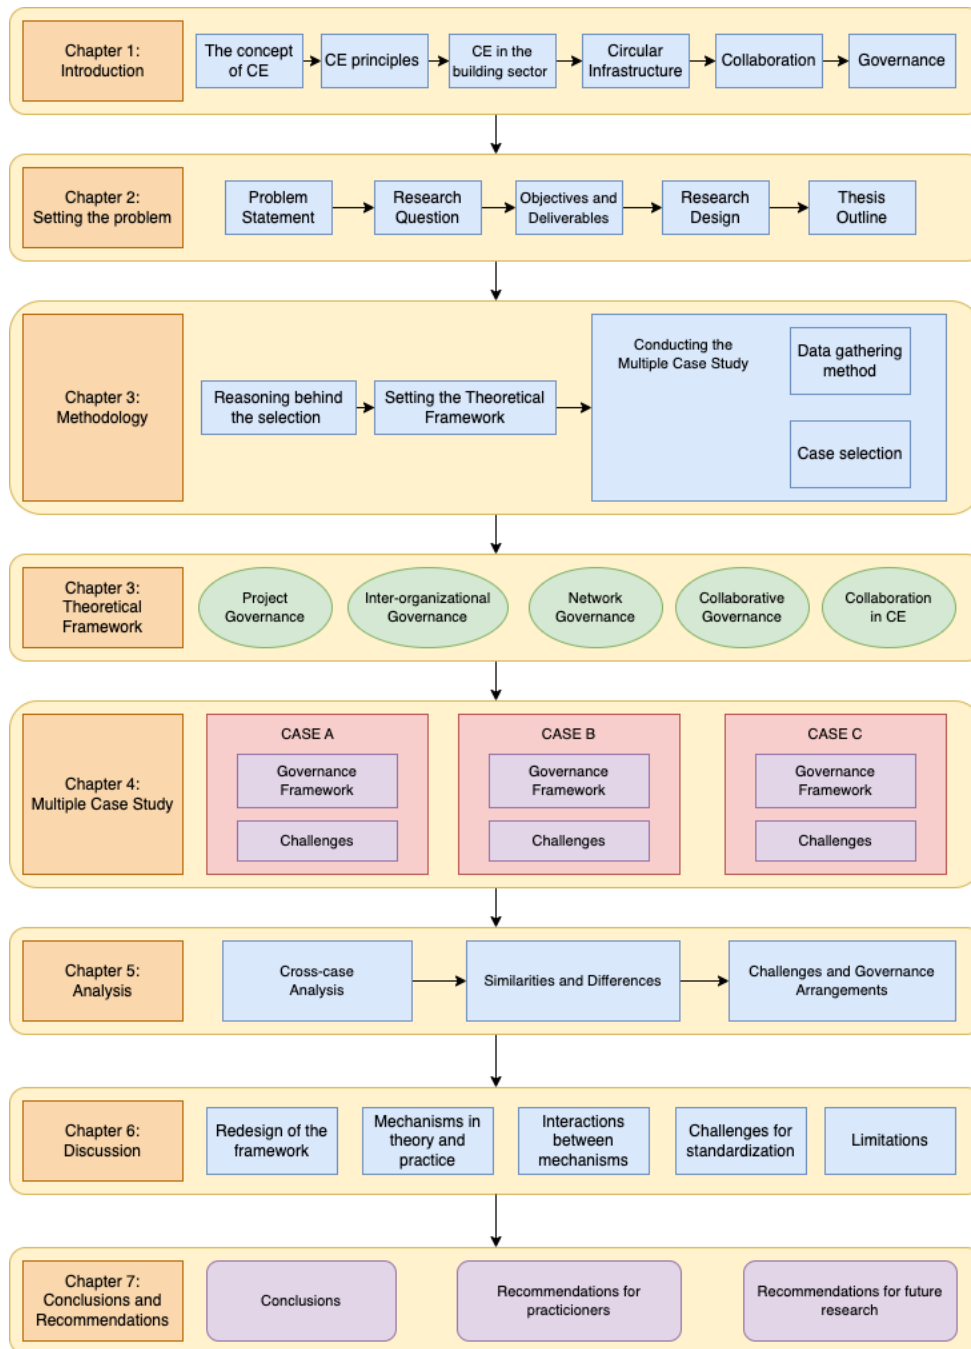 Chapter 1:
Introduction
The concept
of CE
CE principles
CE in the
building sector
Circular
Infrastructure
Collaboration
Governance
Chapter 2:
Setting the problem
Problem
Statement
Research
Question
Objectives and
Deliverables
Research
Design
Thesis
Outline
Chapter 3:
Methodology
Reasoning behind
the selection
Setting the Theoretical
Framework
Conducting the
Multiple Case Study
Data gathering
method
Case selection
Chapter 3:
Theoretical
Framework
Project
Governance
Inter-organizational
Governance
Network
Governance
Collaborative
Governance
Collaboration
in CE
Chapter 4:
Multiple Case Study
CASE A
Governance
Framework
Challenges
CASE B
Governance
Framework
Challenges
CASE C
Governance
Framework
Challenges
Chapter 5:
Analysis
Cross-case
Analysis
Similarities and Differences
Challenges and Governance
Arrangements
Chapter 6:
Discussion
Redesign of the
framework
Mechanisms in
theory and
practice
Interactions
between
mechanisms
Challenges for
standardization
Limitations
Chapter 7:
Conclusions and
Recommendations
Conclusions
Recommendations for
practicioners
Recommendations for future
research